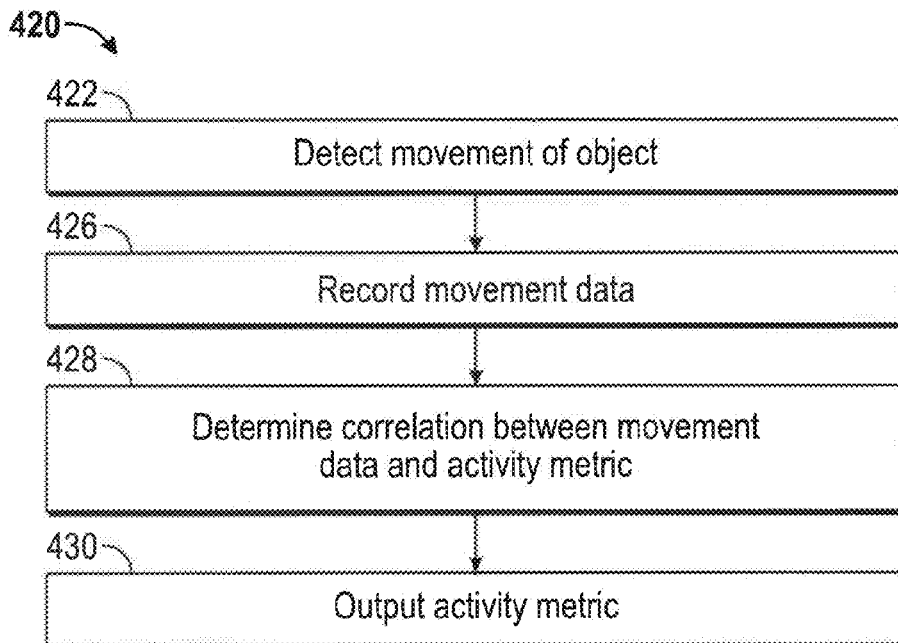 420
422
Detect movement of object
426
Record movement data
428
Determine correlation between movement
data and activity metric
430
Output activity metric